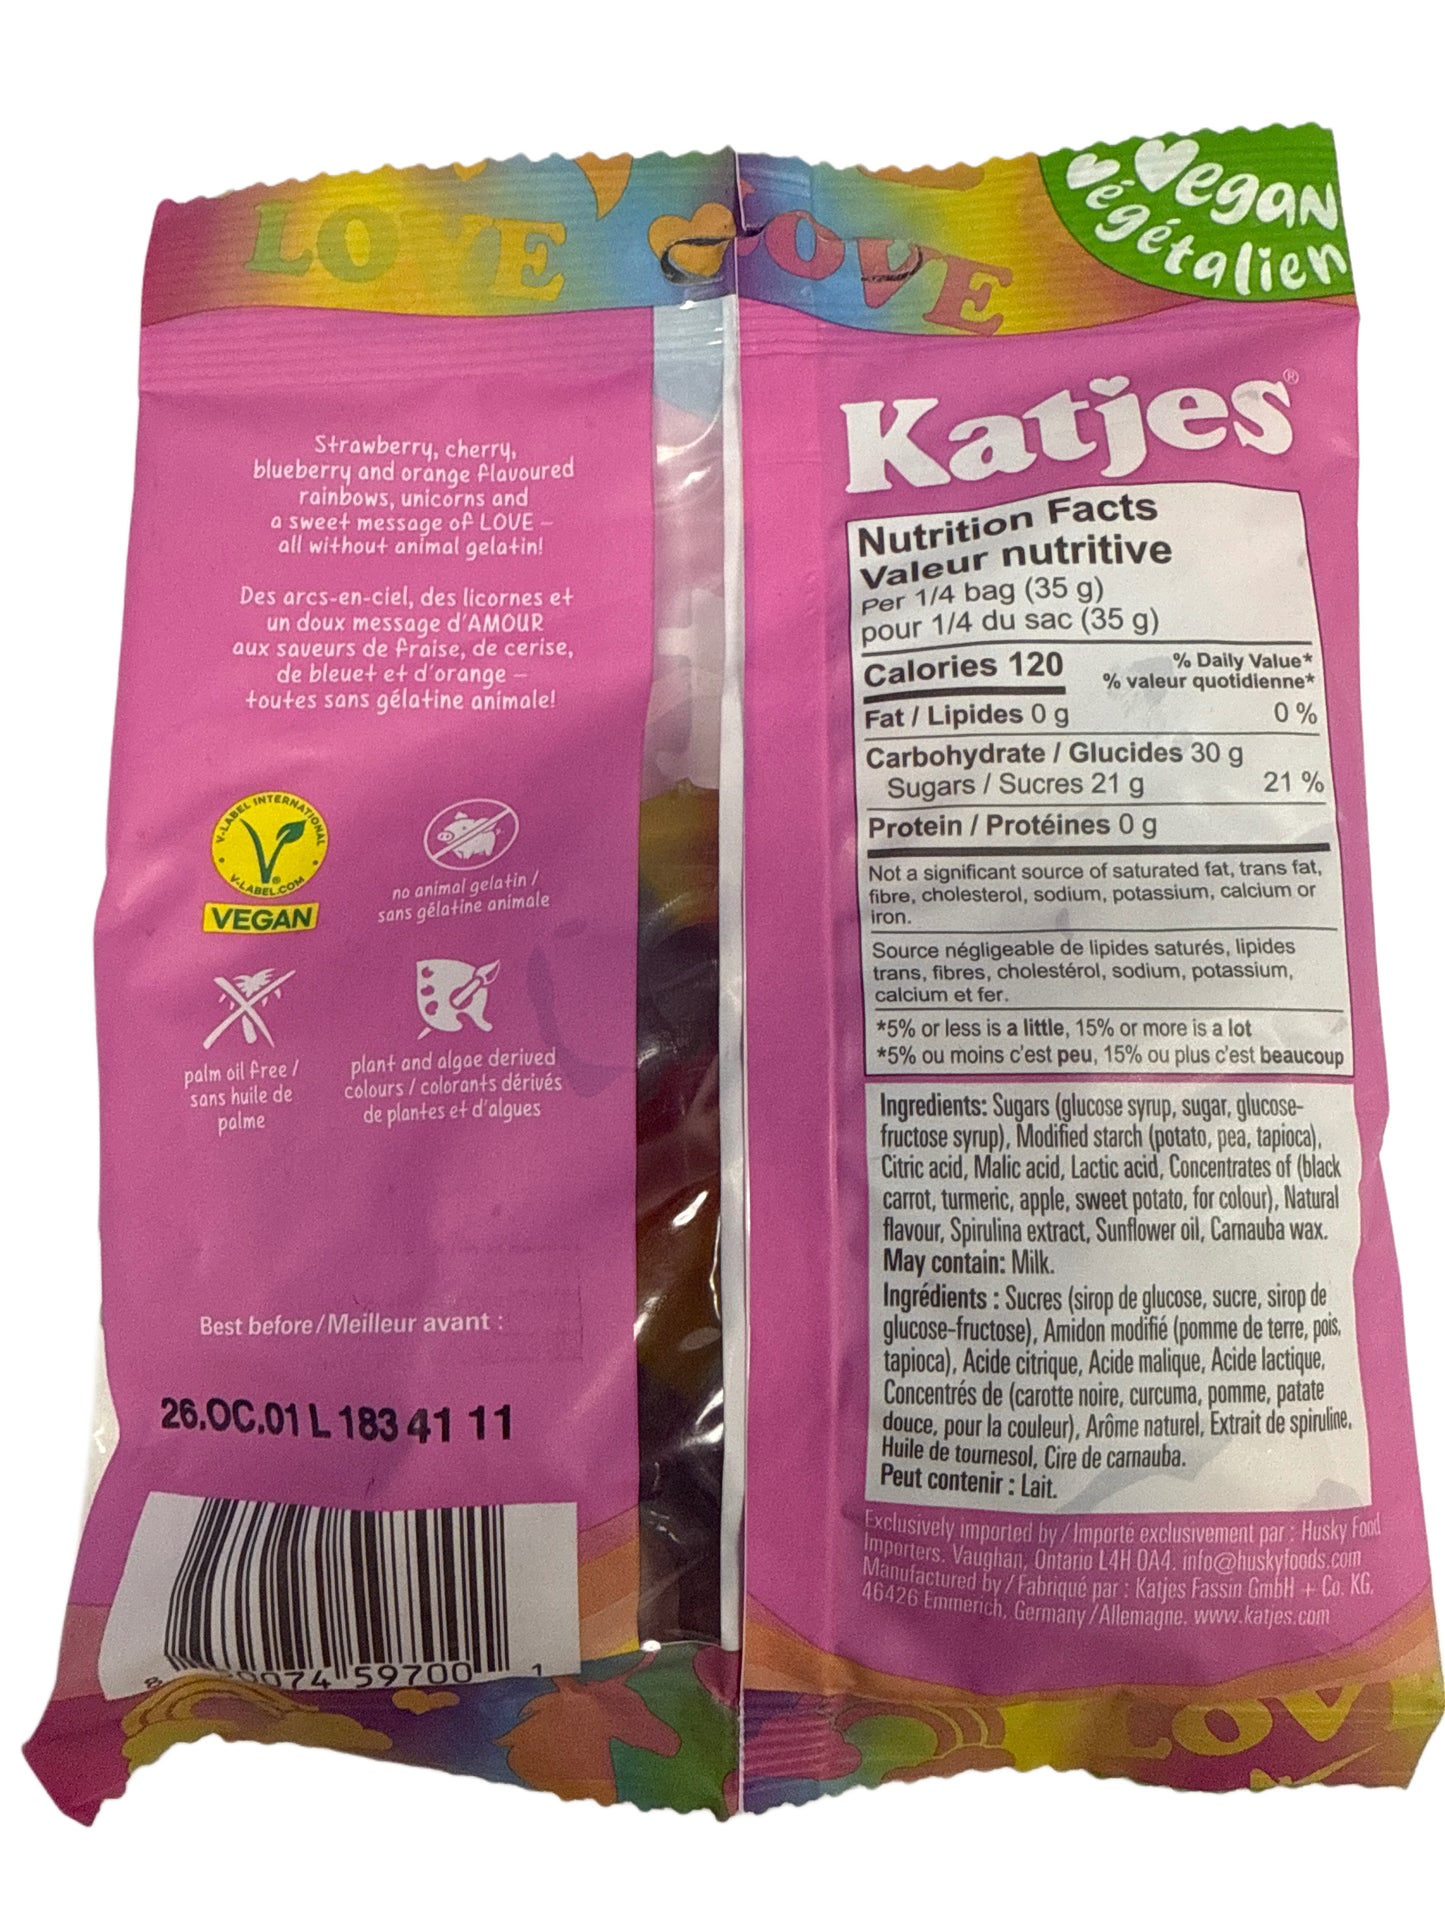 LOVE
LOVE
Vegan
végétalien
Strawberry, cherry,
blueberry and orange flavoured
rainbows, unicorns and
a sweet message of LOVE –
all without animal gelatin!
Des arcs-en-ciel, des licornes et
un doux message d'AMOUR
aux saveurs de fraise, de cerise,
de bleuet et d'orange –
toutes sans gélatine animale!
V-LABEL INTERNATIONAL
V-LABEL.COM
VEGAN
no animal gelatin /
sans gélatine animale
palm oil free /
sans huile de
palme
plant and algae derived
colours / colorants dérivés
de plantes et d'algues
Best before / Meilleur avant :
26.OC.01 L 183 41 11
74 59700 1
Katjes®
Nutrition Facts
Valeur nutritive
Per 1/4 bag (35 g)
pour 1/4 du sac (35 g)
Calories 120
% Daily Value*
% valeur quotidienne*
Fat / Lipides 0 g 0 %
Carbohydrate / Glucides 30 g
Sugars / Sucres 21 g 21 %
Protein / Protéines 0 g
Not a significant source of saturated fat, trans fat,
fibre, cholesterol, sodium, potassium, calcium or
iron.
Source négligeable de lipides saturés, lipides
trans, fibres, cholestérol, sodium, potassium,
calcium et fer.
*5% or less is a little, 15% or more is a lot
*5% ou moins c'est peu, 15% ou plus c'est beaucoup
Ingredients: Sugars (glucose syrup, sugar, glucose-
fructose syrup), Modified starch (potato, pea, tapioca),
Citric acid, Malic acid, Lactic acid, Concentrates of (black
carrot, turmeric, apple, sweet potato, for colour), Natural
flavour, Spirulina extract, Sunflower oil, Carnauba wax.
May contain: Milk.
Ingrédients : Sucres (sirop de glucose, sucre, sirop de
glucose-fructose), Amidon modifié (pomme de terre, pois,
tapioca), Acide citrique, Acide malique, Acide lactique,
Concentrés de (carotte noire, curcuma, pomme, patate
douce, pour la couleur), Arôme naturel, Extrait de spiruline,
Huile de tournesol, Cire de carnauba.
Peut contenir : Lait.
Exclusively imported by / Importé exclusivement par : Husky Food
Importers. Vaughan, Ontario L4H 0A4. info@huskyfoods.com
Manufactured by / Fabriqué par : Katjes Fassin GmbH + Co. KG,
46426 Emmerich, Germany / Allemagne. www.katjes.com
LOV